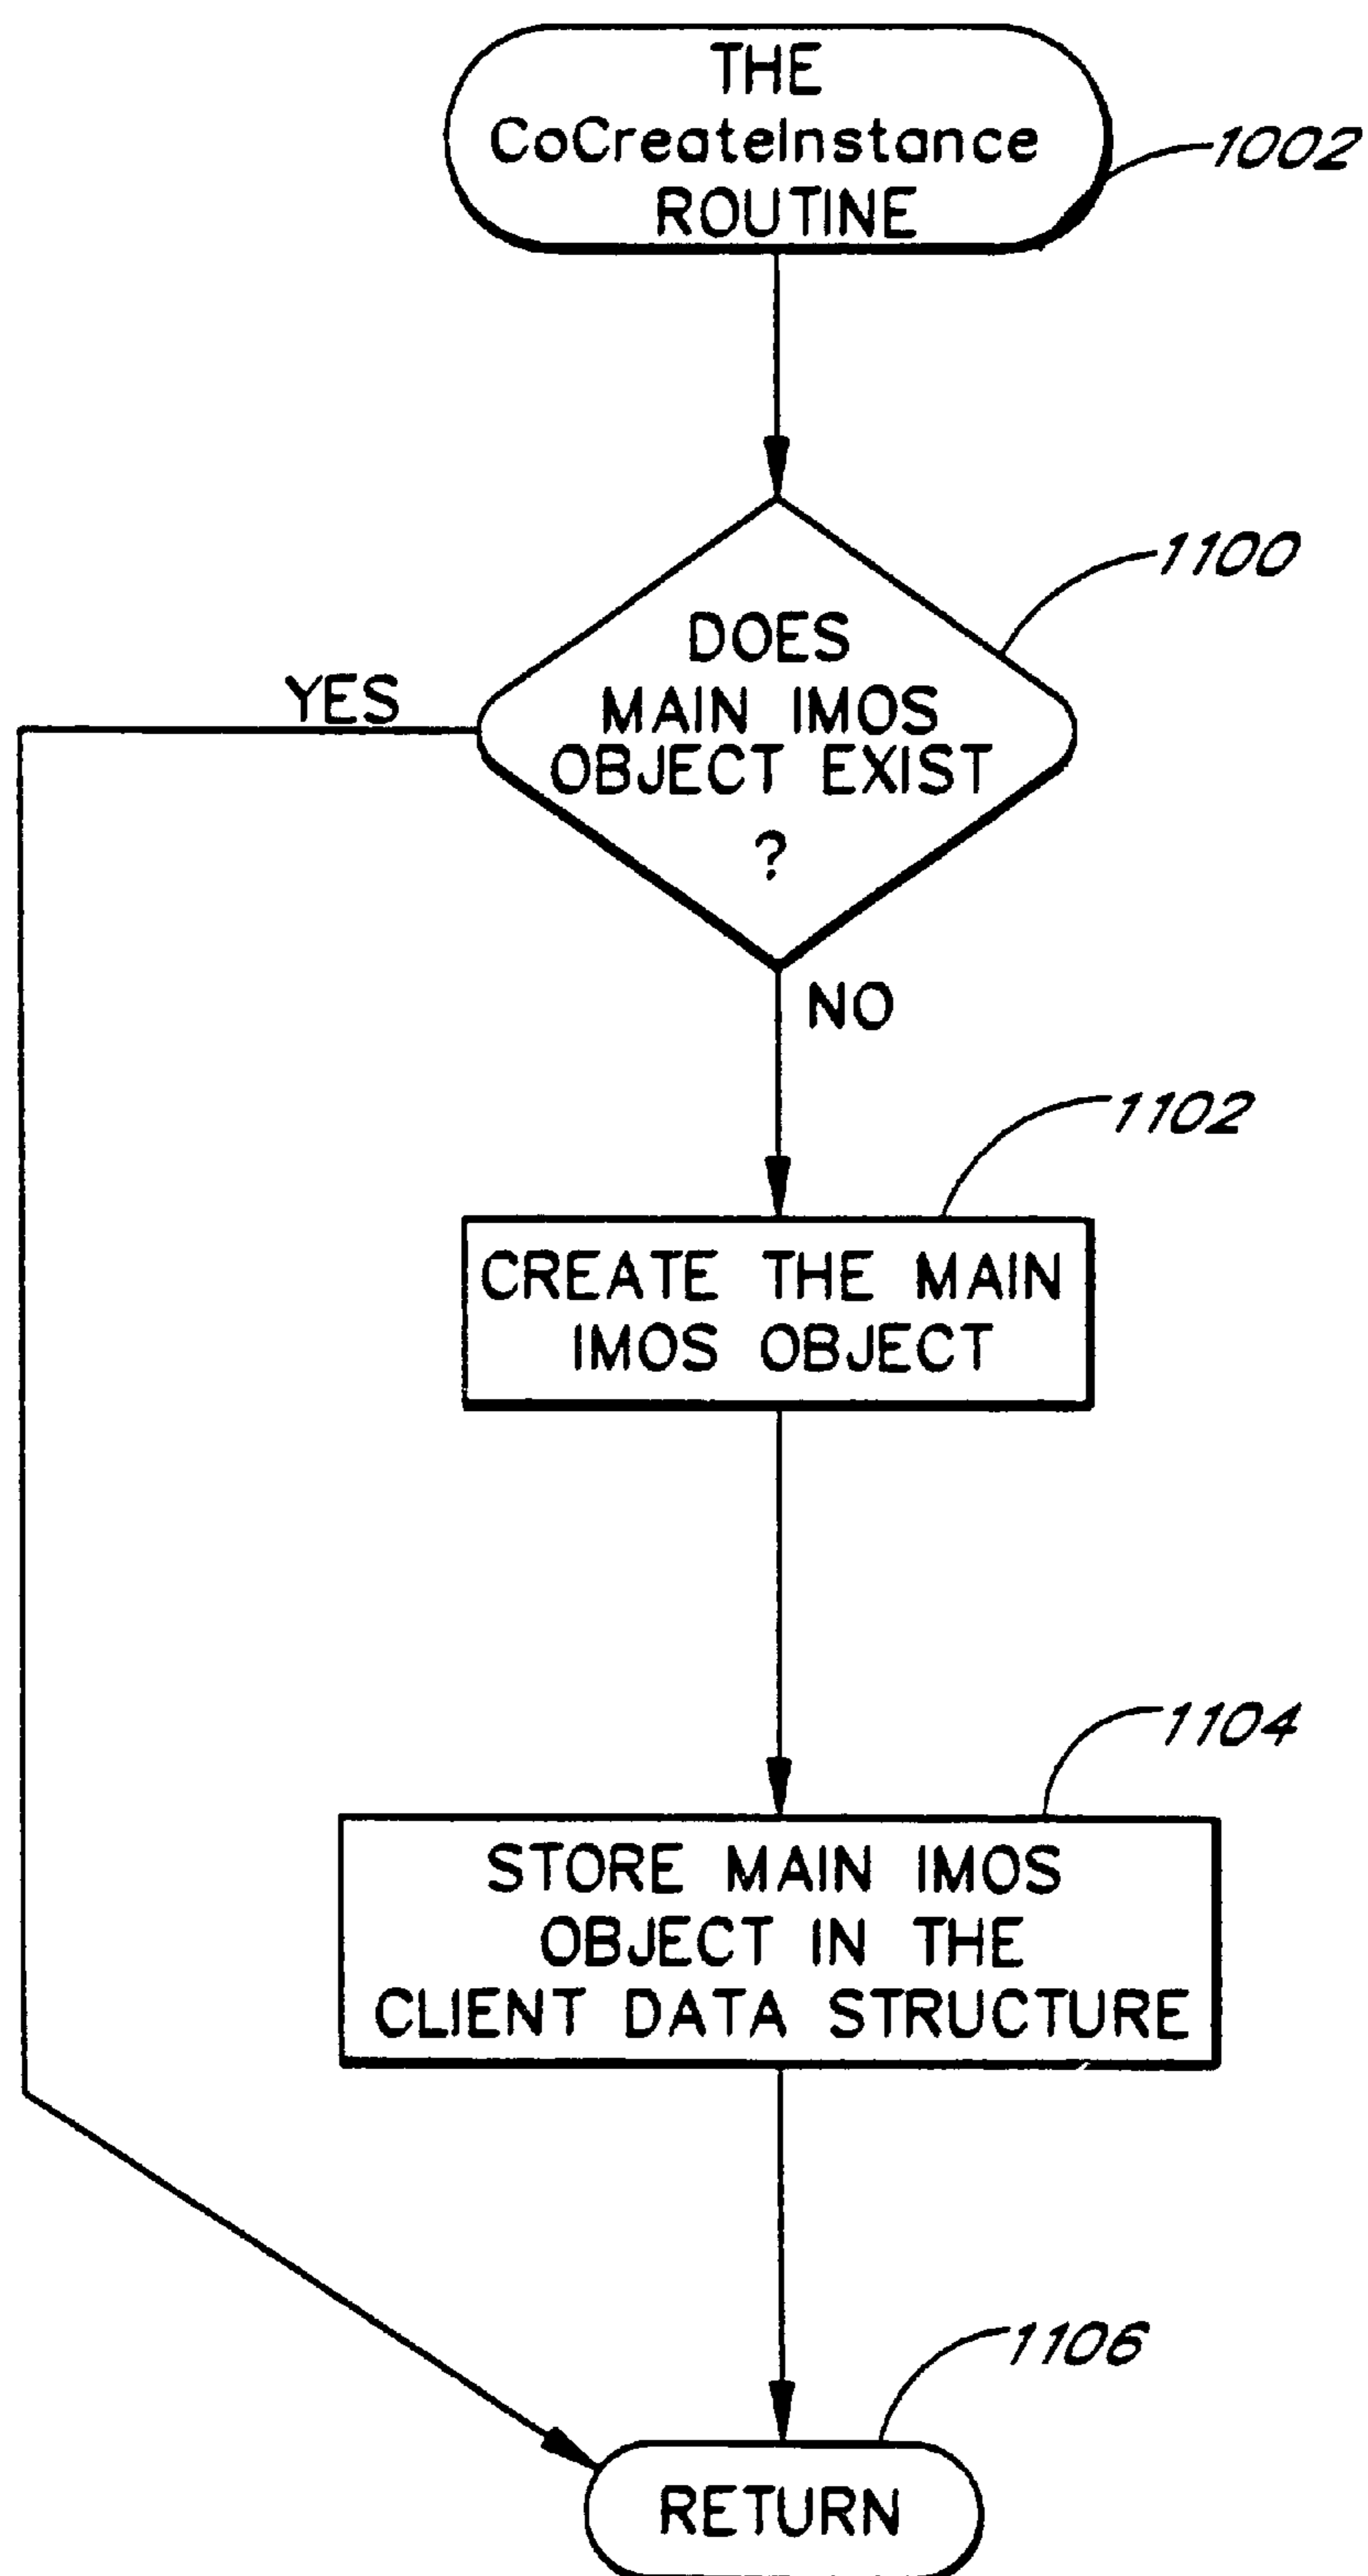 THE
CoCreateInstance
ROUTINE
1002
1100
DOES
MAIN IMOS
OBJECT EXIST
?
YES
NO
1102
CREATE THE MAIN
IMOS OBJECT
1104
STORE MAIN IMOS
OBJECT IN THE
CLIENT DATA STRUCTURE
1106
RETURN